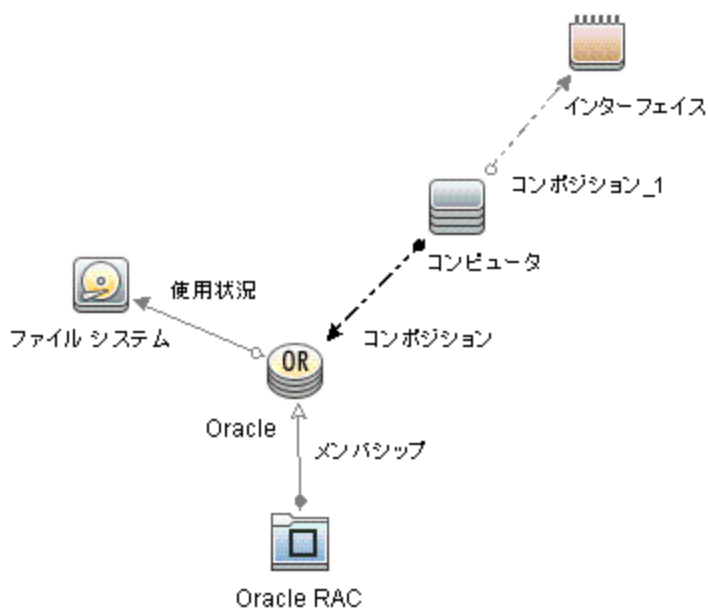 インターフェイス
コンポジション_1
コンピュータ
使用状況
ファイル システム
コンポジション
OR
Oracle
メンバシップ
Oracle RAC